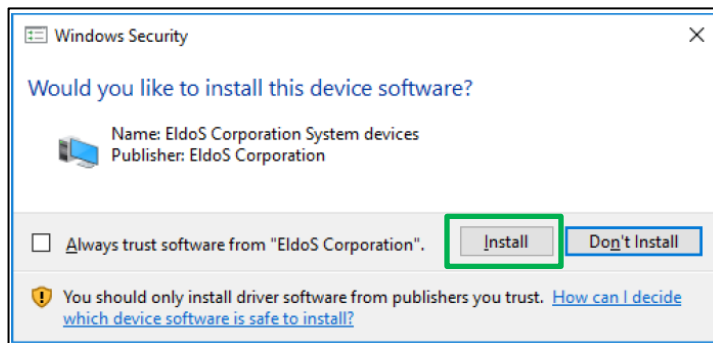 Windows Security
Would you like to install this device software?
Name: EldoS Corporation System devices
Publisher: EldoS Corporation
Always trust software from "EldoS Corporation".
Install
Don't Install
You should only install driver software from publishers you trust. How can I decide
which device software is safe to install?